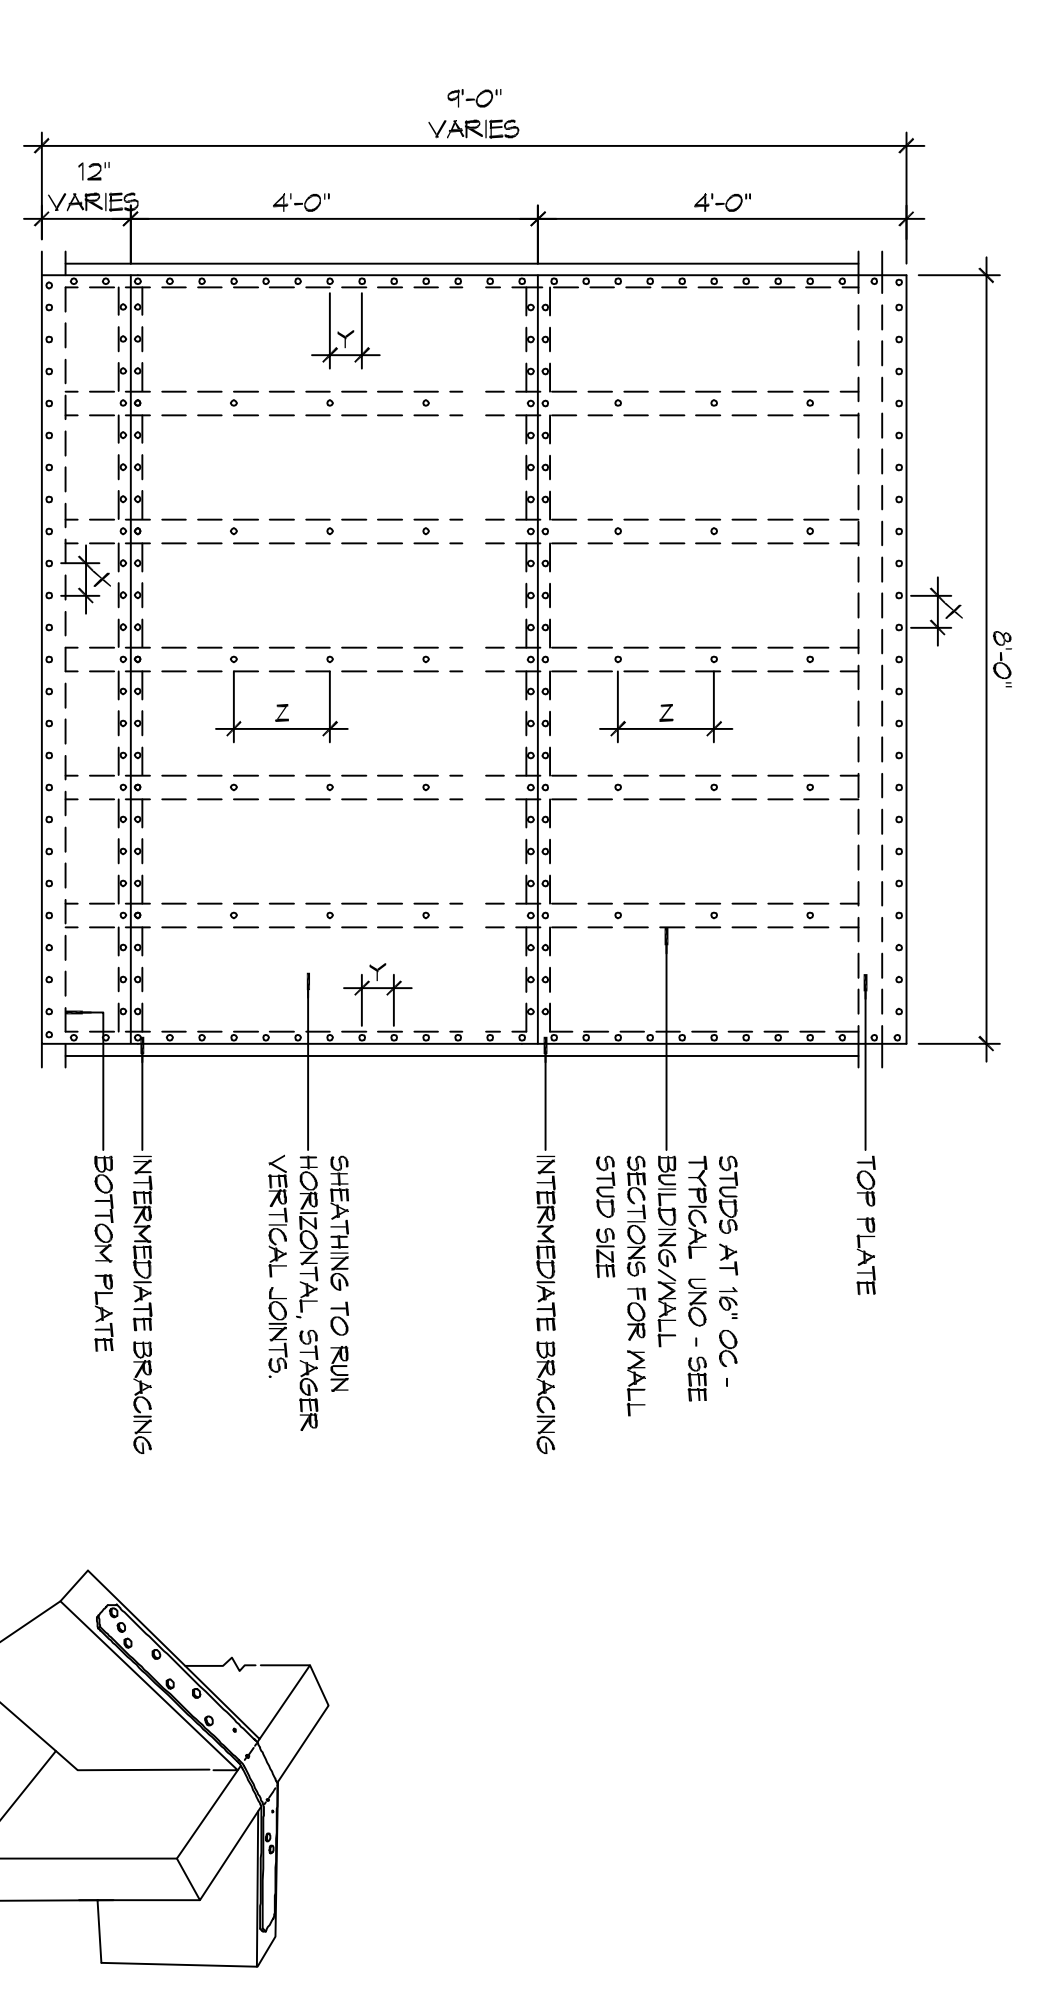 9'-0"
VARIES
12"
VARIES
4'-0"
4'-0"
Y
X
X
8'-0"
Z
Z
Y
TOP PLATE
STUDS AT 16" OC -
TYPICAL UNO - SEE
BUILDING/WALL
SECTIONS FOR WALL
STUD SIZE
INTERMEDIATE BRACING
SHEATHING TO RUN
HORIZONTAL, STAGER
VERTICAL JOINTS.
INTERMEDIATE BRACING
BOTTOM PLATE